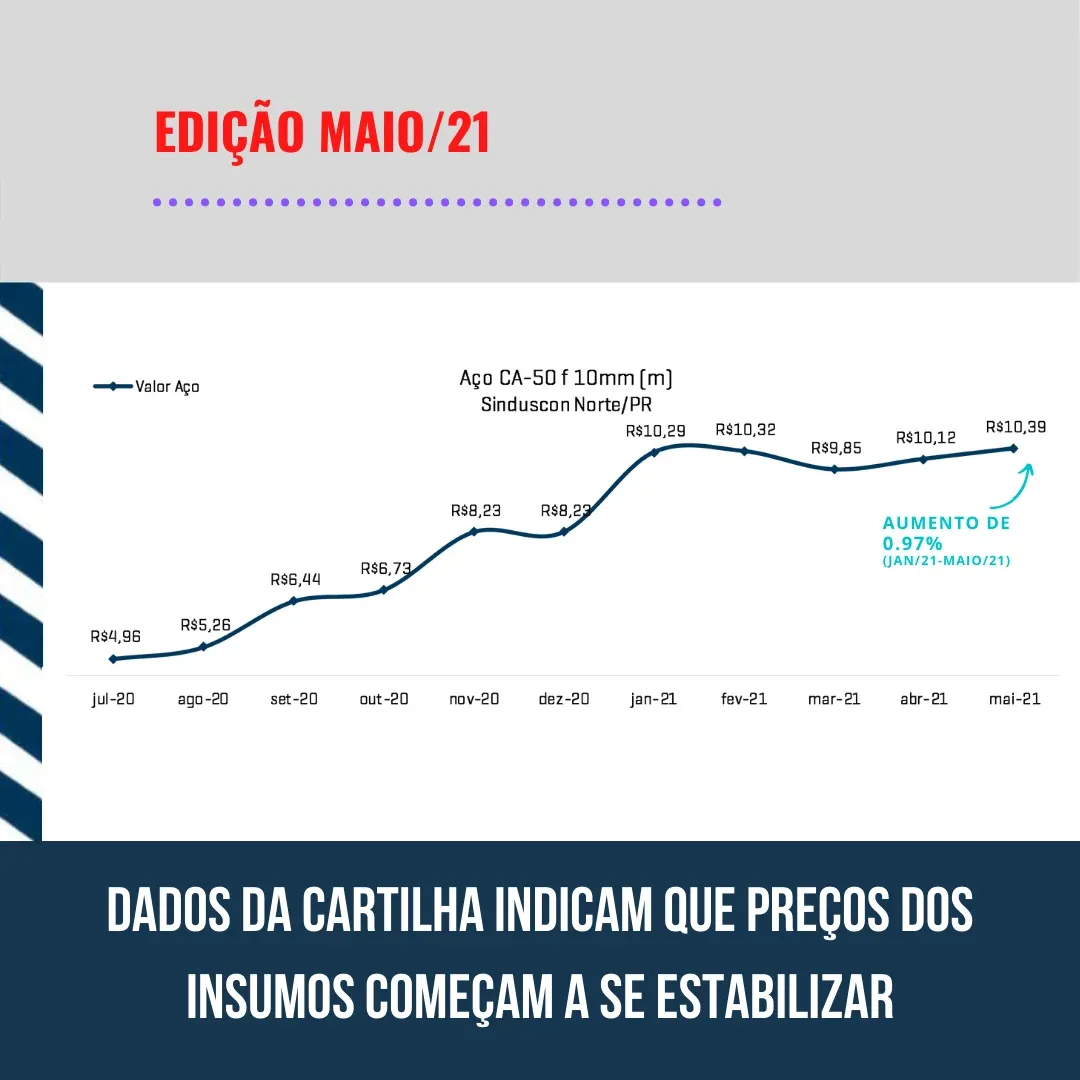 EDIÇÃO MAIO/21
Valor Aço
Aço CA-50 f 10mm (m)
Sinduscon Norte/PR
R$4,96
R$5,26
R$6,44
R$6,73
R$8,23
R$8,23
R$10,29
R$10,32
R$9,85
R$10,12
R$10,39
AUMENTO DE
0.97%
(JAN/21-MAIO/21)
jul-20 ago-20 set-20 out-20 nov-20 dez-20 jan-21 fev-21 mar-21 abr-21 mai-21
DADOS DA CARTILHA INDICAM QUE PREÇOS DOS
INSUMOS COMEÇAM A SE ESTABILIZAR